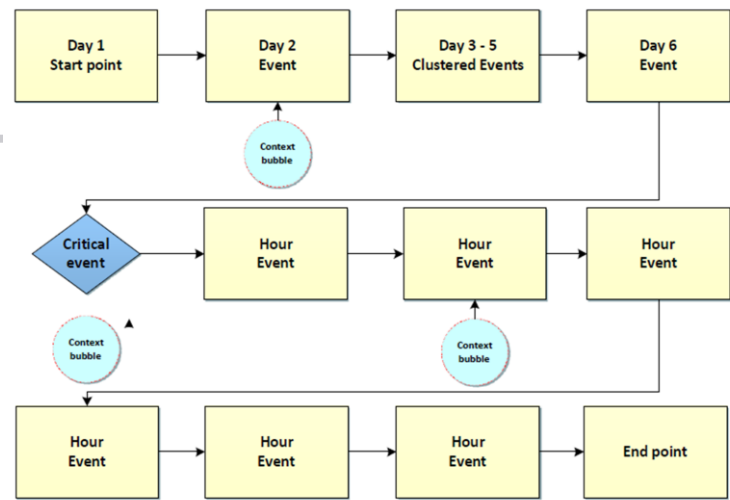 Day 1
Start point
Day 2
Event
Day 3 - 5
Clustered Events
Day 6
Event
Context
bubble
Critical
event
Hour
Event
Hour
Event
Hour
Event
Context
bubble
Context
bubble
Hour
Event
Hour
Event
Hour
Event
End point